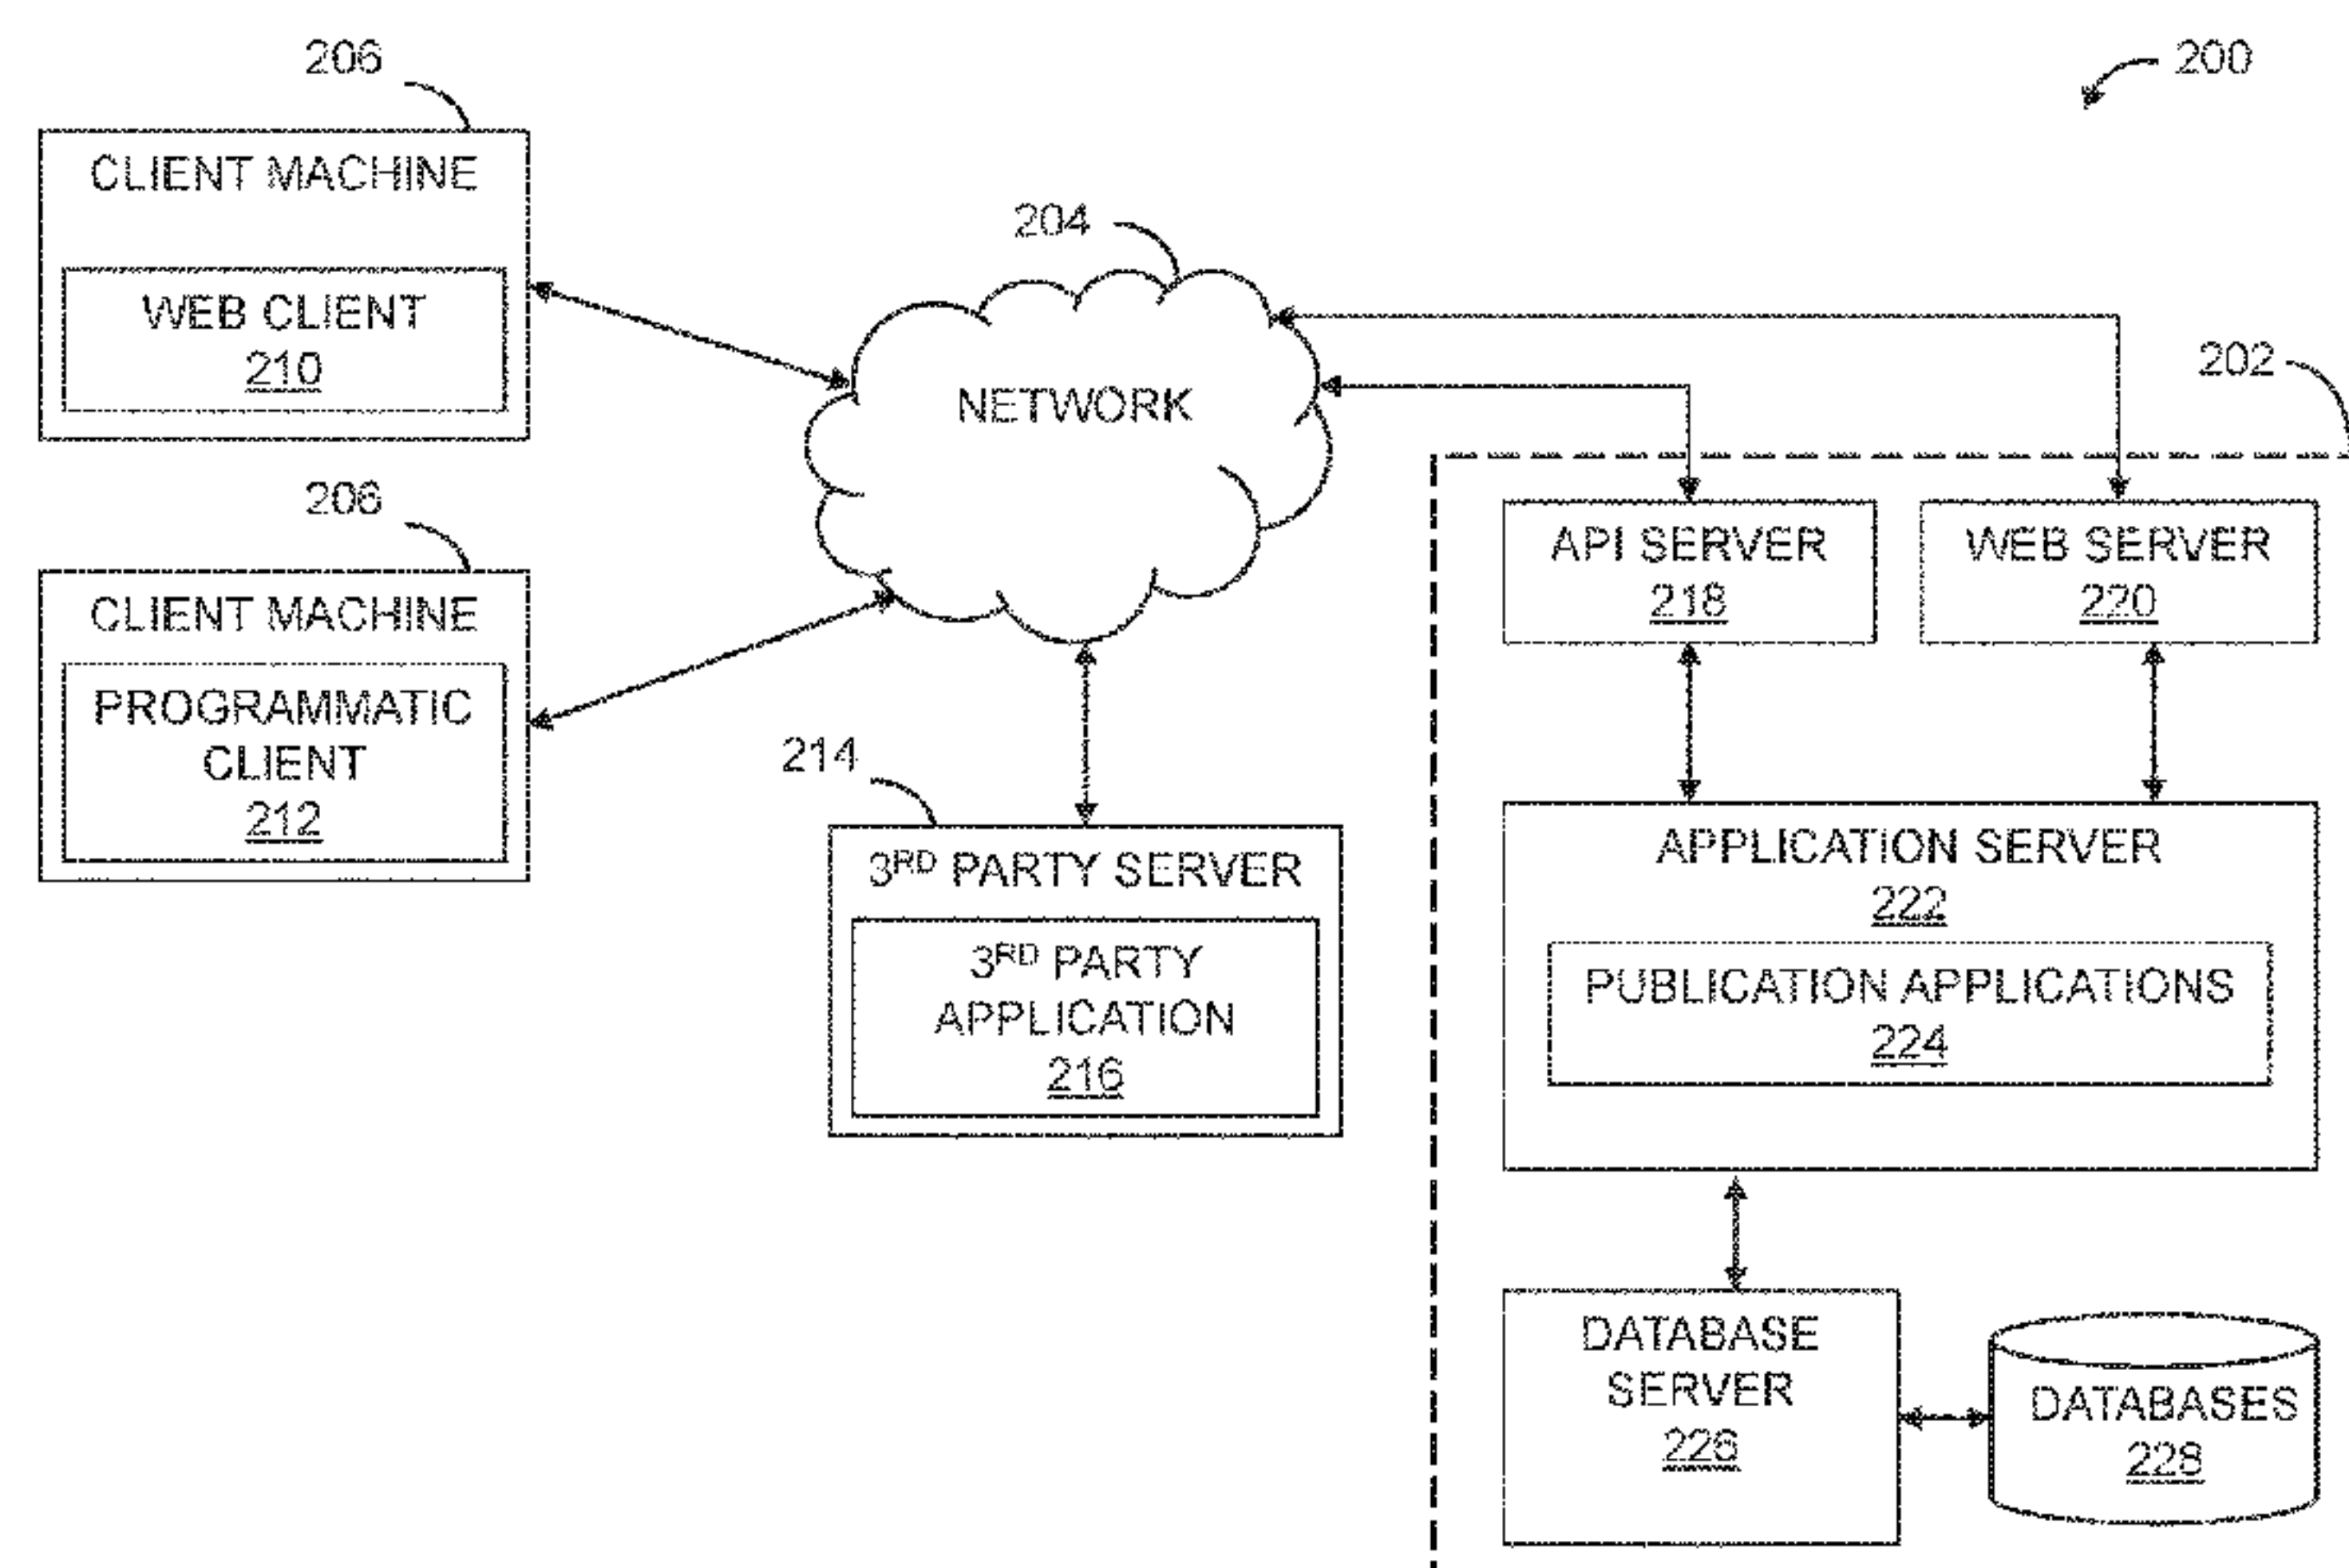 206
200
CLIENT MACHINE
WEB CLIENT
210
204
NETWORK
202
206
CLIENT MACHINE
PROGRAMMATIC
CLIENT
212
214
3RD PARTY SERVER
3RD PARTY
APPLICATION
216
API SERVER
218
WEB SERVER
220
APPLICATION SERVER
222
PUBLICATION APPLICATIONS
224
DATABASE
SERVER
226
DATABASES
228